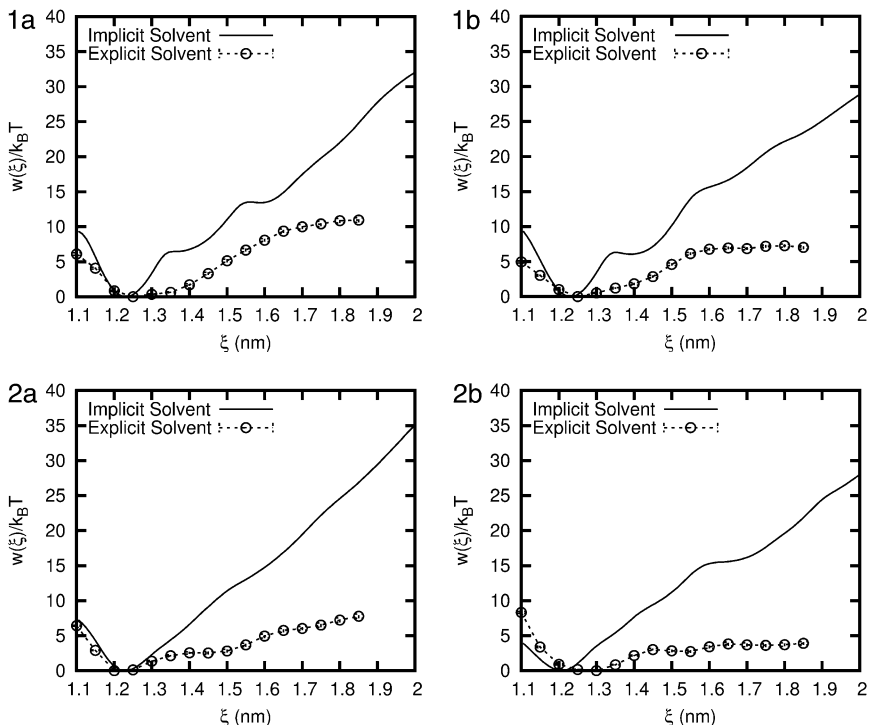 1a
Implicit Solvent
Explicit Solvent
40
35
30
25
20
15
10
5
0
w(ξ)/k_BT
1.1 1.2 1.3 1.4 1.5 1.6 1.7 1.8 1.9 2
ξ (nm)
1b
Implicit Solvent
Explicit Solvent
40
35
30
25
20
15
10
5
0
w(ξ)/k_BT
1.1 1.2 1.3 1.4 1.5 1.6 1.7 1.8 1.9 2
ξ (nm)
2a
Implicit Solvent
Explicit Solvent
40
35
30
25
20
15
10
5
0
w(ξ)/k_BT
1.1 1.2 1.3 1.4 1.5 1.6 1.7 1.8 1.9 2
ξ (nm)
2b
Implicit Solvent
Explicit Solvent
40
35
30
25
20
15
10
5
0
w(ξ)/k_BT
1.1 1.2 1.3 1.4 1.5 1.6 1.7 1.8 1.9 2
ξ (nm)